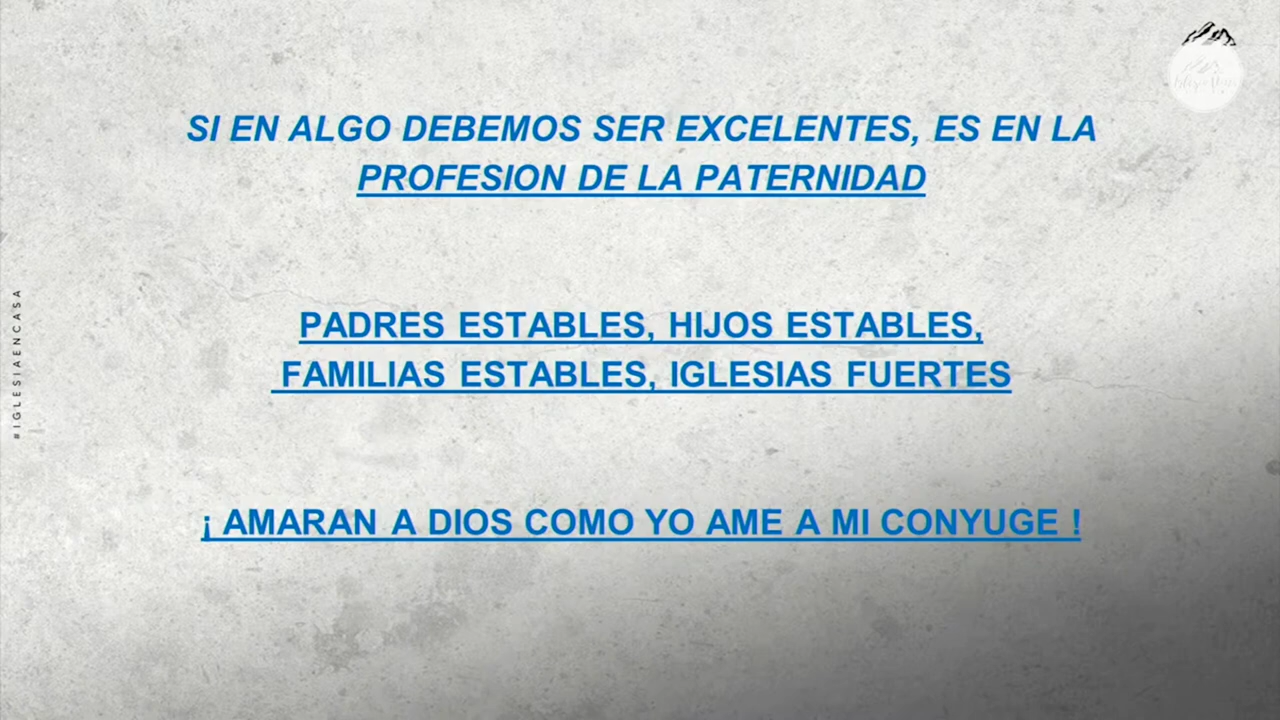 SI EN ALGO DEBEMOS SER EXCELENTES, ES EN LA
PROFESION DE LA PATERNIDAD
PADRES ESTABLES, HIJOS ESTABLES,
FAMILIAS ESTABLES, IGLESIAS FUERTES
¡ AMARAN A DIOS COMO YO AME A MI CONYUGE !
#IGLESIAENCASA